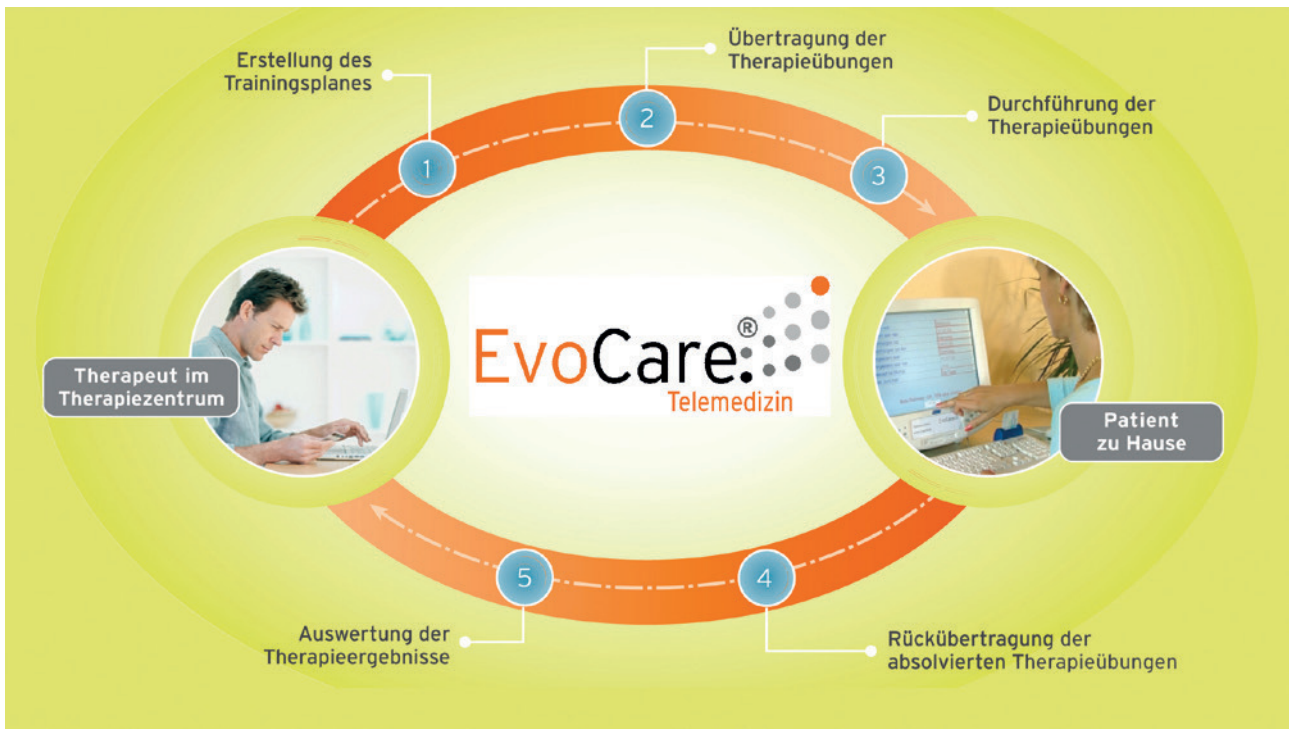 Erstellung des
Trainingsplanes
1
2
Übertragung der
Therapieübungen
3
Durchführung der
Therapieübungen
Therapeut im
Therapiezentrum
EvoCare®
Telemedizin
Patient
zu Hause
5
Auswertung der
Therapieergebnisse
4
Rückübertragung der
absolvierten Therapieübungen